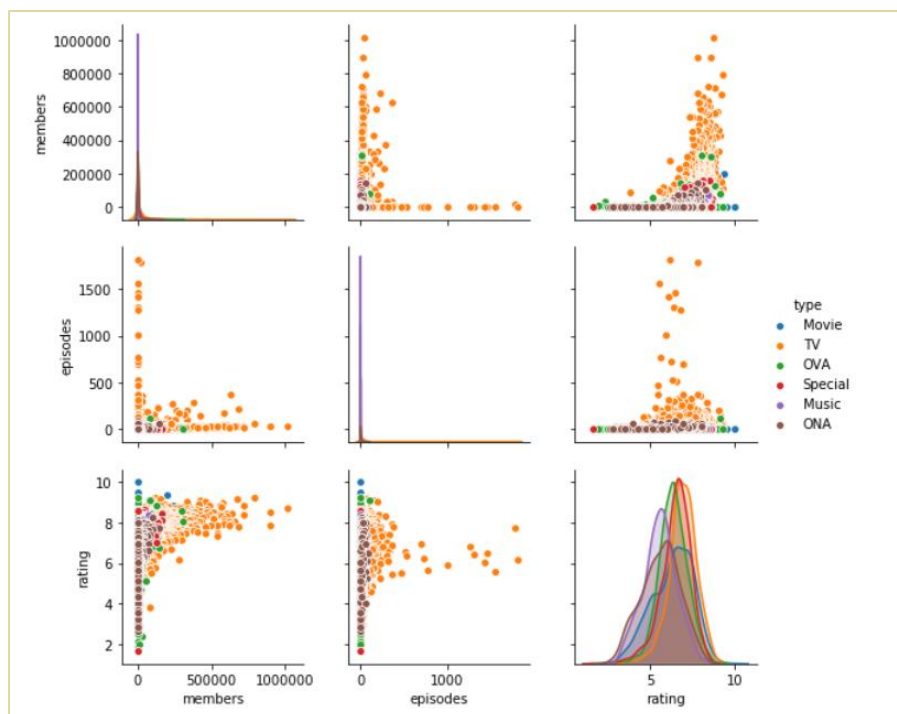 1000000
800000
600000
400000
200000
0
members
1500
1000
500
0
episodes
type
Movie
TV
OVA
Special
Music
ONA
10
8
6
4
2
rating
0 500000 1000000
members
0 1000
episodes
5 10
rating